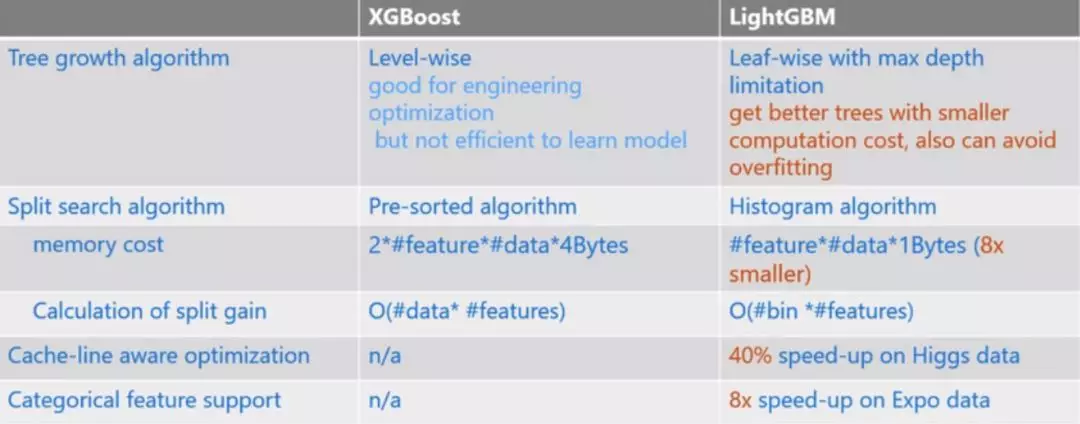 XGBoost
LightGBM
Tree growth algorithm
Level-wise
good for engineering
optimization
but not efficient to learn model
Leaf-wise with max depth
limitation
get better trees with smaller
computation cost, also can avoid
overfitting
Split search algorithm
Pre-sorted algorithm
Histogram algorithm
memory cost
2*#feature*#data*4Bytes
#feature*#data*1Bytes (8x
smaller)
Calculation of split gain
O(#data* #features)
O(#bin *#features)
Cache-line aware optimization
n/a
40% speed-up on Higgs data
Categorical feature support
n/a
8x speed-up on Expo data